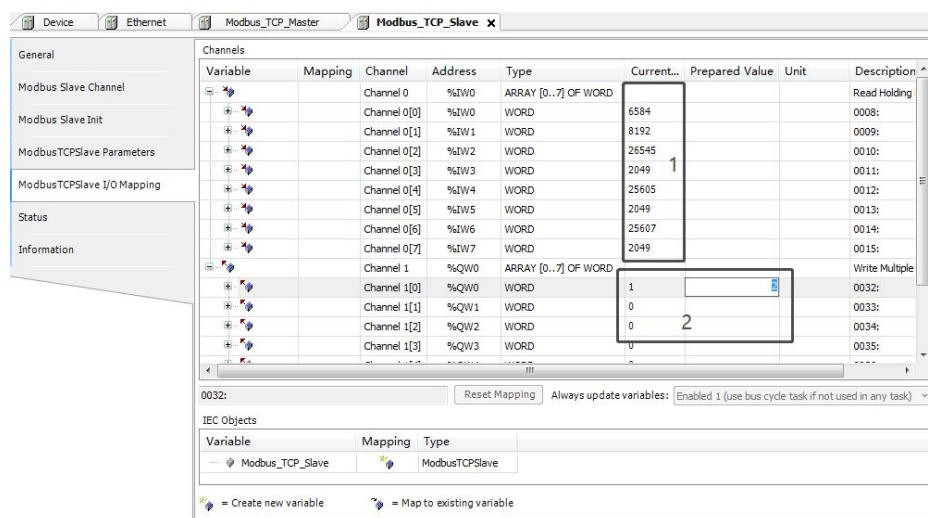 Device Ethernet Modbus_TCP_Master Modbus_TCP_Slave x
General
Modbus Slave Channel
Modbus Slave Init
ModbusTCPSlave Parameters
ModbusTCPSlave I/O Mapping
Status
Information
Channels
Variable Mapping Channel Address Type Current... Prepared Value Unit Description
Channel 0 %IW0 ARRAY [0..7] OF WORD Read Holding
Channel 0[0] %IW0 WORD 6584 0008:
Channel 0[1] %IW1 WORD 8192 0009:
Channel 0[2] %IW2 WORD 26545 0010:
Channel 0[3] %IW3 WORD 2049 1 0011:
Channel 0[4] %IW4 WORD 25605 0012:
Channel 0[5] %IW5 WORD 2049 0013:
Channel 0[6] %IW6 WORD 25607 0014:
Channel 0[7] %IW7 WORD 2049 0015:
Channel 1 %QW0 ARRAY [0..7] OF WORD Write Multiple
Channel 1[0] %QW0 WORD 1 2 0032:
Channel 1[1] %QW1 WORD 0 0033:
Channel 1[2] %QW2 WORD 0 2 0034:
Channel 1[3] %QW3 WORD 0 0035:
0032: Reset Mapping Always update variables: Enabled 1 (use bus cycle task if not used in any task)
IEC Objects
Variable Mapping Type
Modbus_TCP_Slave ModbusTCPSlave
= Create new variable = Map to existing variable